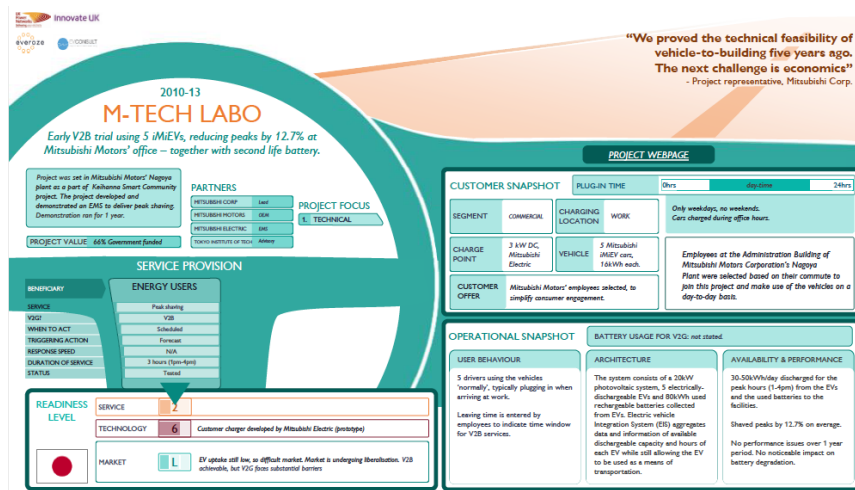 UK Power Networks
Innovate UK
everoze
EVCONSULT
"We proved the technical feasibility of
vehicle-to-building five years ago.
The next challenge is economics"
- Project representative, Mitsubishi Corp.
2010-13
M-TECH LABO
Early V2B trial using 5 iMiEVs, reducing peaks by 12.7% at
Mitsubishi Motors' office – together with second life battery.
Project was set in Mitsubishi Motors' Nagoya
plant as a part of Keihanna Smart Community
project. The project developed and
demonstrated an EMS to deliver peak shaving.
Demonstration ran for 1 year.
PROJECT VALUE: 66% Government funded
PARTNERS
MITSUBISHI CORP Lead
MITSUBISHI MOTORS OEM
MITSUBISHI ELECTRIC EMS
TOKYO INSTITUTE OF TECH Advisory
PROJECT FOCUS
1. TECHNICAL
SERVICE PROVISION
BENEFICIARY ENERGY USERS
SERVICE Peak shaving
V2G? V2B
WHEN TO ACT Scheduled
TRIGGERING ACTION Forecast
RESPONSE SPEED N/A
DURATION OF SERVICE 3 hours (1pm-4pm)
STATUS Tested
READINESS
LEVEL
SERVICE 2
TECHNOLOGY 6 Customer charger developed by Mitsubishi Electric (prototype)
MARKET L EV uptake still low, so difficult market. Market is undergoing liberalisation. V2B
achievable, but V2G faces substantial barriers
PROJECT WEBPAGE
CUSTOMER SNAPSHOT
PLUG-IN TIME 0hrs day-time 24hrs
SEGMENT COMMERCIAL
CHARGING
LOCATION WORK
Only weekdays, no weekends.
Cars charged during office hours.
CHARGE
POINT
3 kW DC,
Mitsubishi
Electric
VEHICLE
5 Mitsubishi
iMiEV cars,
16kWh each.
Employees at the Administration Building of
Mitsubishi Motors Corporation's Nagoya
Plant were selected based on their commute to
join this project and make use of the vehicles on a
day-to-day basis.
CUSTOMER
OFFER
Mitsubishi Motors' employees selected, to
simplify consumer engagement.
OPERATIONAL SNAPSHOT
BATTERY USAGE FOR V2G: not stated
USER BEHAVIOUR
5 drivers using the vehicles
'normally', typically plugging in when
arriving at work.
Leaving time is entered by
employees to indicate time window
for V2B services.
ARCHITECTURE
The system consists of a 20kW
photovoltaic system, 5 electrically-
dischargeable EVs and 80kWh used
rechargeable batteries collected
from EVs. Electric vehicle
Integration System (EIS) aggregates
data and information of available
dischargeable capacity and hours of
each EV while still allowing the EV
to be used as a means of
transportation.
AVAILABILITY & PERFORMANCE
30-50kWh/day discharged for the
peak hours (1-4pm) from the EVs
and the used batteries to the
facilities.
Shaved peaks by 12.7% on average.
No performance issues over 1 year
period. No noticeable impact on
battery degradation.